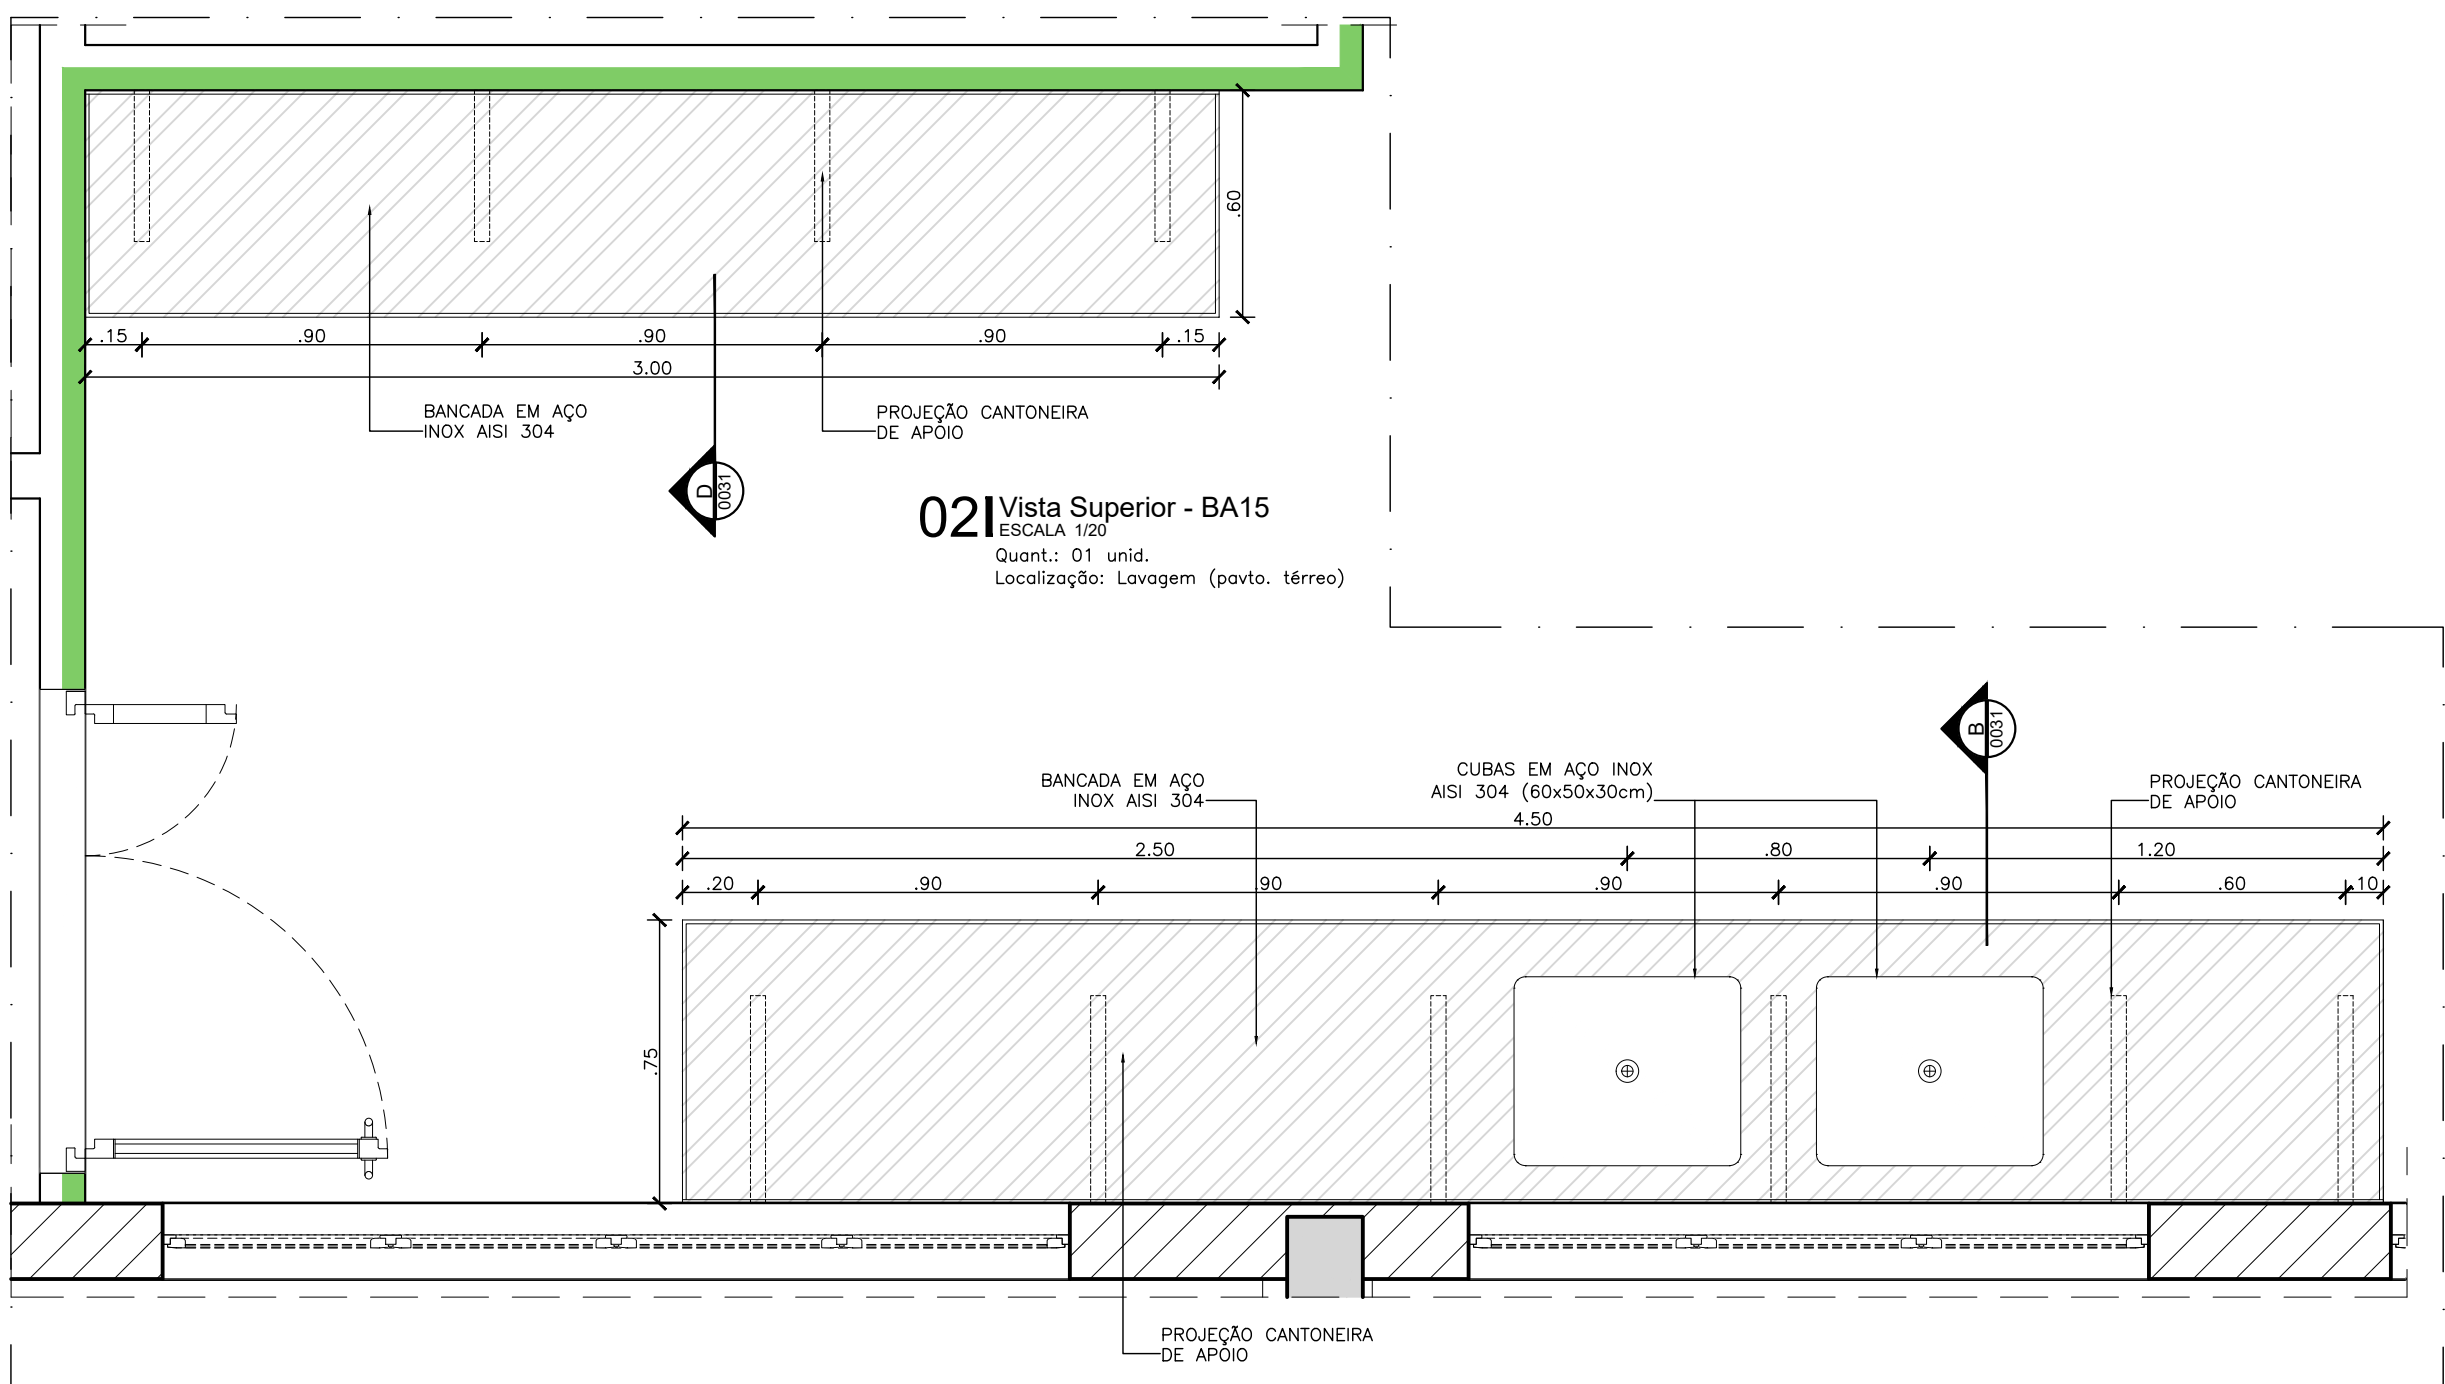 .60
.15
.90
.90
.90
.15
3.00
BANCADA EM AÇO
INOX AISI 304
PROJEÇÃO CANTONEIRA
DE APOIO
D
0031
02
Vista Superior - BA15
ESCALA 1/20
Quant.: 01 unid.
Localização: Lavagem (pavto. térreo)
B
0031
BANCADA EM AÇO
INOX AISI 304
CUBAS EM AÇO INOX
AISI 304 (60x50x30cm)
PROJEÇÃO CANTONEIRA
DE APOIO
4.50
2.50
.80
1.20
.20
.90
.90
.90
.90
.60
.10
.75
PROJEÇÃO CANTONEIRA
DE APOIO